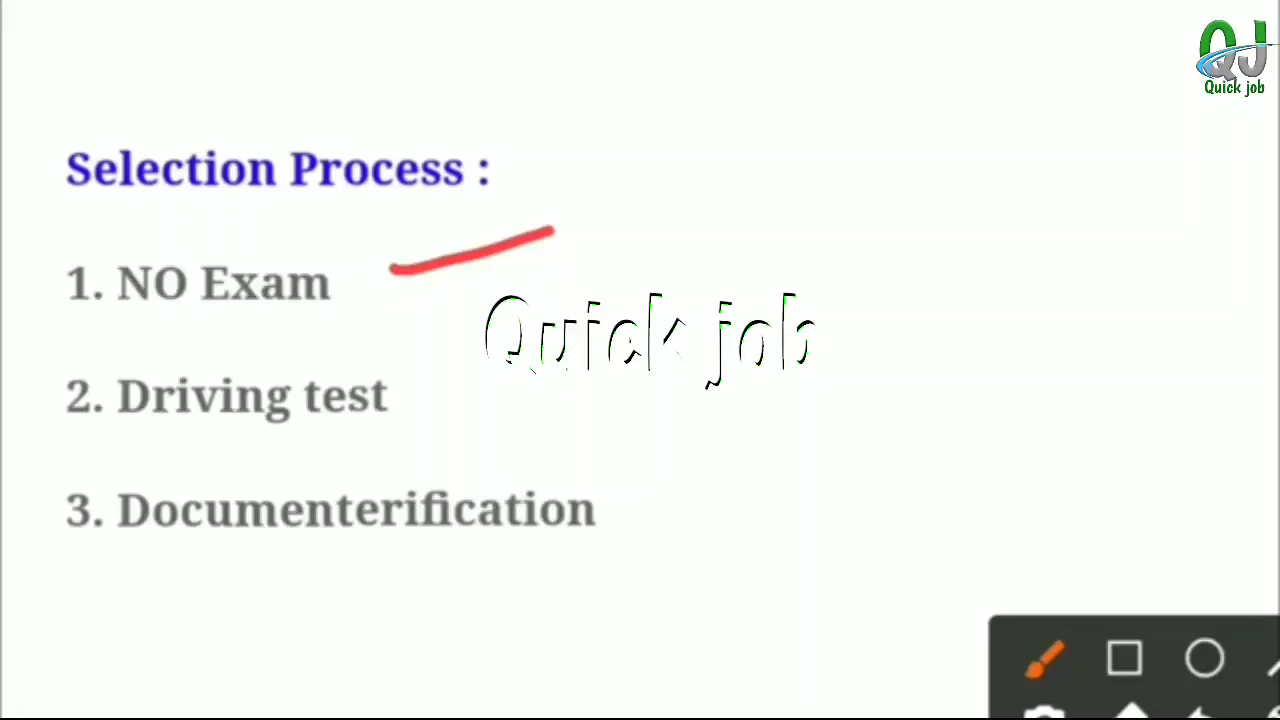 QJ
Quick job
Selection Process :
1. NO Exam
Quick job
2. Driving test
3. Documenterification